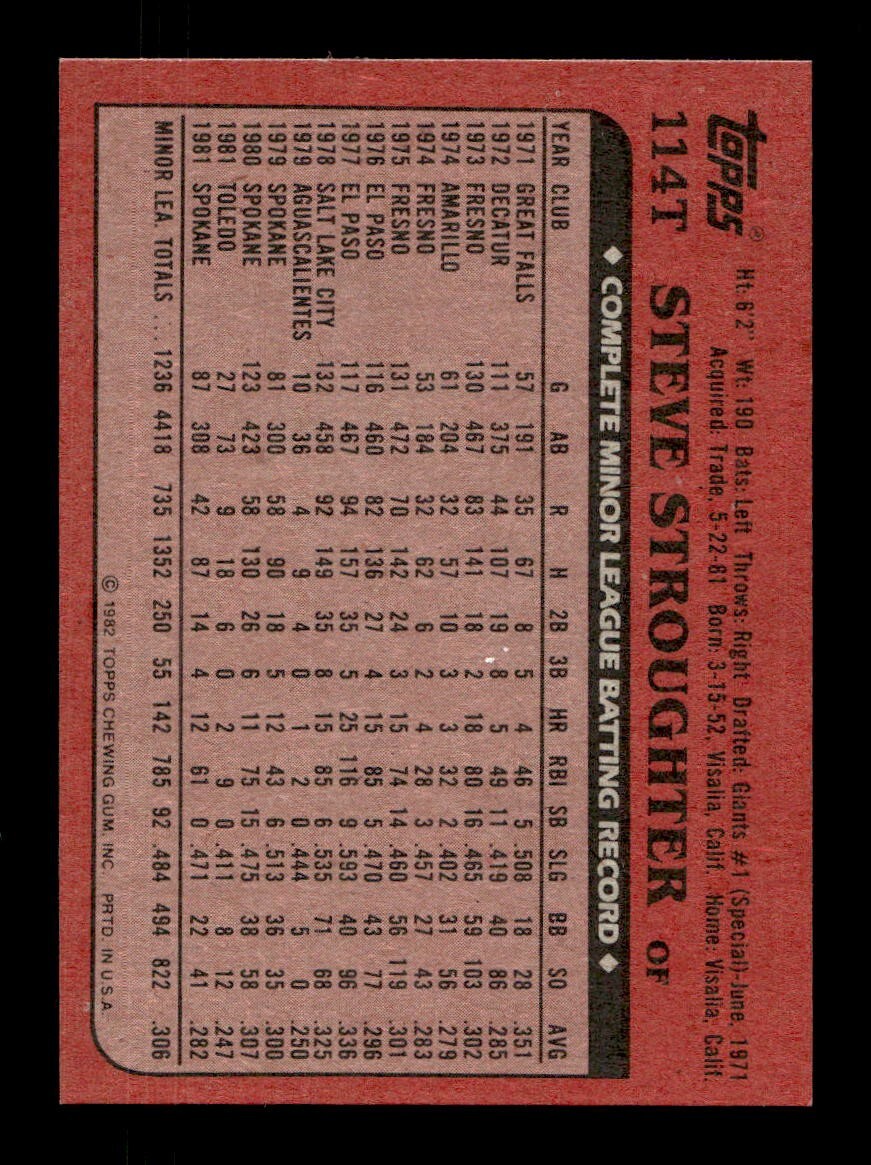 Topps®
Ht: 6'2" Wt: 190 Bats: Left Throws: Right Drafted: Giants #1 (Special)-June, 1971
Acquired: Trade, 5-22-81 Born: 3-15-52, Visalia, Calif. Home: Visalia, Calif.
114T STEVE STROUGHTER OF
◆ COMPLETE MINOR LEAGUE BATTING RECORD ◆
YEAR CLUB G AB R H 2B 3B HR RBI SB SLG BB SO AVG
1971 GREAT FALLS 57 191 35 67 8 5 4 46 5 .508 18 28 .351
1972 DECATUR 111 375 44 107 19 8 5 49 11 .419 40 86 .285
1973 FRESNO 130 467 83 141 18 2 18 80 16 .465 59 103 .302
1974 AMARILLO 61 204 32 57 10 3 3 32 2 .402 31 56 .279
1974 FRESNO 53 184 32 62 6 2 4 28 3 .457 27 43 .283
1975 FRESNO 131 472 70 142 24 3 15 74 14 .460 56 119 .301
1976 EL PASO 116 460 82 136 27 4 15 85 5 .470 43 77 .296
1977 EL PASO 117 467 94 157 35 5 25 116 9 .593 40 96 .336
1978 SALT LAKE CITY 132 458 92 149 35 8 15 85 6 .535 71 68 .325
1979 AGUASCALIENTES 10 36 4 9 4 0 1 2 0 .444 5 0 .250
1979 SPOKANE 81 300 58 90 18 5 12 43 6 .513 36 35 .300
1980 SPOKANE 123 423 58 130 26 6 11 75 15 .475 38 58 .307
1981 TOLEDO 27 73 9 18 6 0 2 9 0 .411 8 12 .247
1981 SPOKANE 87 308 42 87 14 4 12 61 0 .471 22 41 .282
MINOR LEA. TOTALS ... 1236 4418 735 1352 250 55 142 785 92 .484 494 822 .306
© 1982 TOPPS CHEWING GUM, INC. PRTD. IN U.S.A.